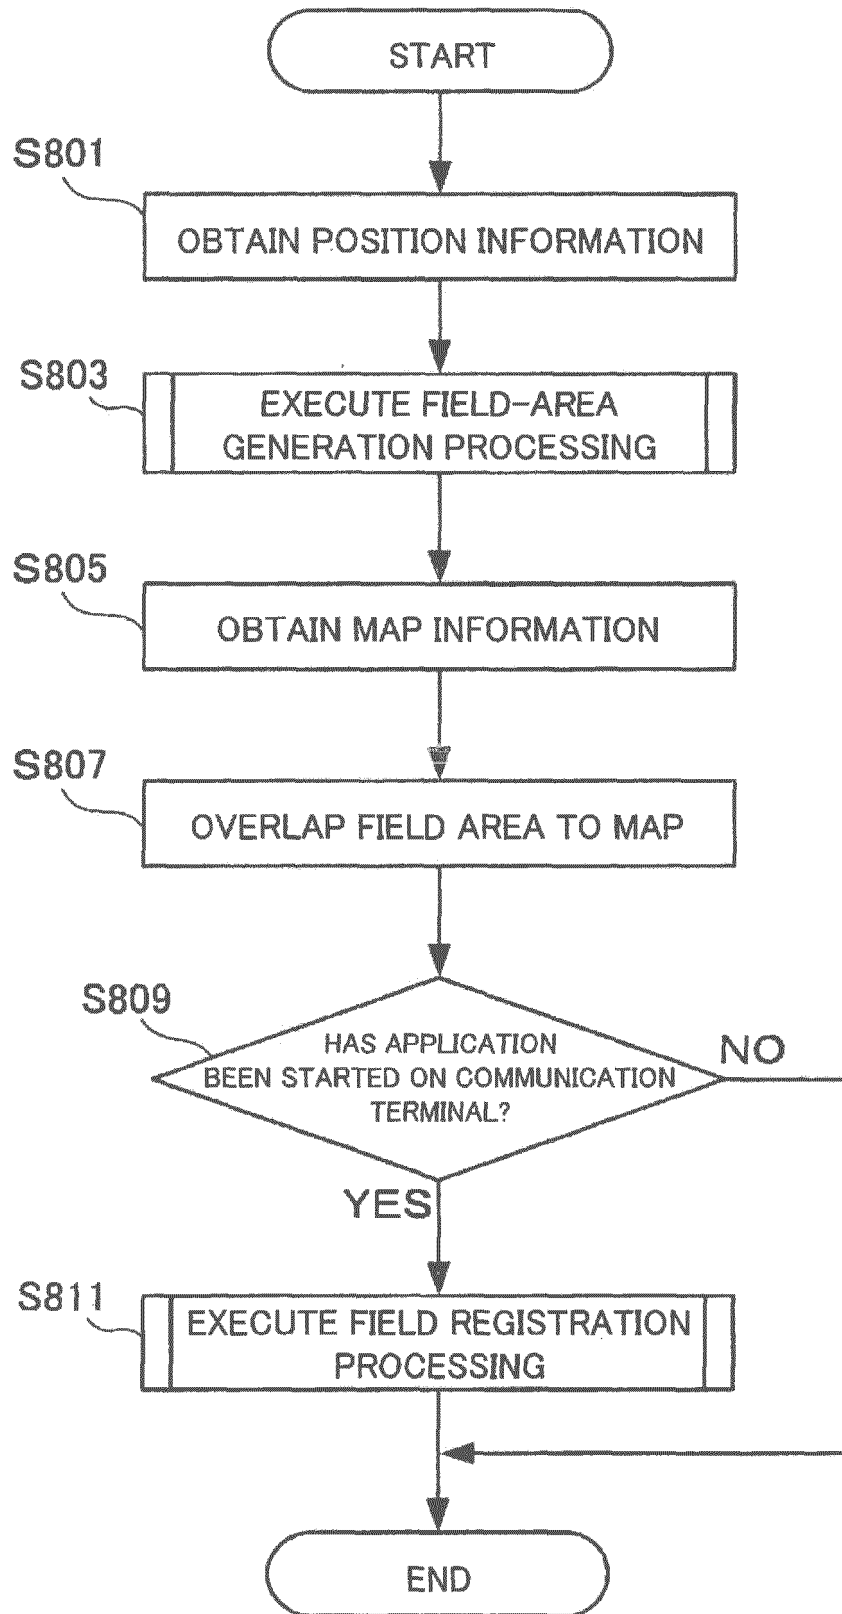 START
S801
OBTAIN POSITION INFORMATION
S803
EXECUTE FIELD-AREA
GENERATION PROCESSING
S805
OBTAIN MAP INFORMATION
S807
OVERLAP FIELD AREA TO MAP
S809
HAS APPLICATION
BEEN STARTED ON COMMUNICATION
TERMINAL?
NO
YES
S811
EXECUTE FIELD REGISTRATION
PROCESSING
END